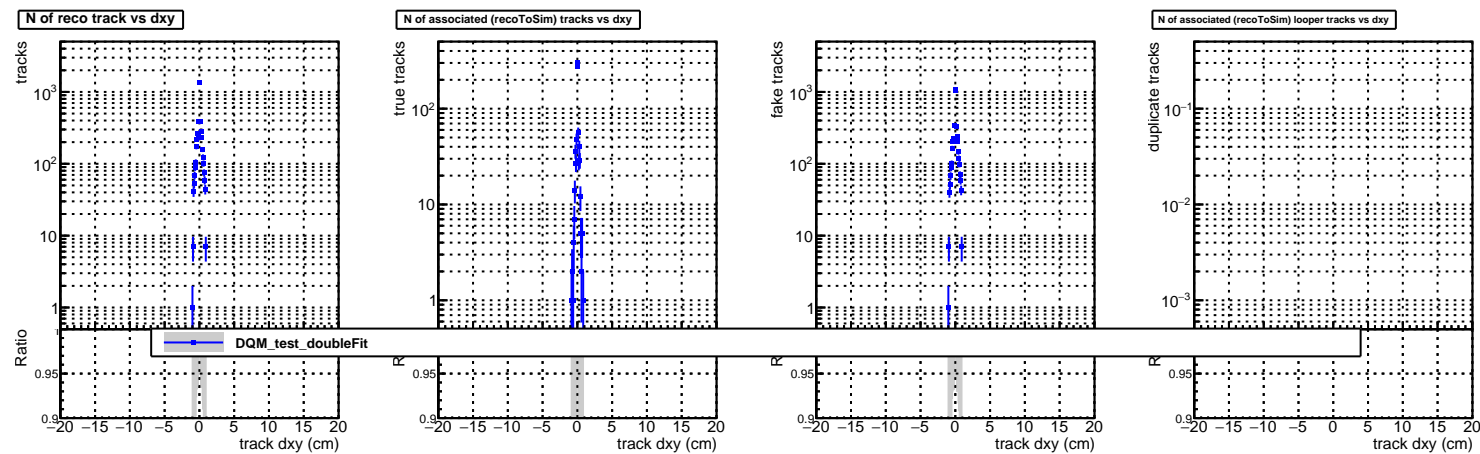 N of reco track vs dxy
tracks
10³
10²
10
1
Ratio
0.95
0.9
−20 −15 −10 −5 0 5 10 15 20
track dxy (cm)
N of associated (recoToSim) tracks vs dxy
true tracks
10²
10
1
0.95
0.9
−20 −15 −10 −5 0 5 10 15 20
track dxy (cm)
fake tracks
10³
10²
10
1
0.95
0.9
−20 −15 −10 −5 0 5 10 15 20
track dxy (cm)
N of associated (recoToSim) looper tracks vs dxy
duplicate tracks
10⁻¹
10⁻²
10⁻³
0.95
0.9
−20 −15 −10 −5 0 5 10 15 20
track dxy (cm)
DQM_test_doubleFit